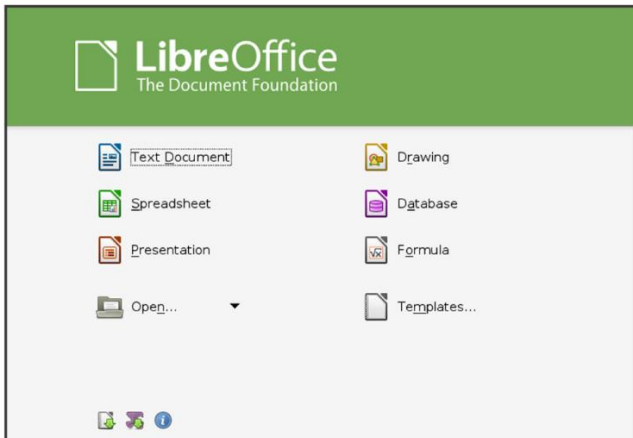 LibreOffice
The Document Foundation
Text Document
Drawing
Spreadsheet
Database
Presentation
Formula
Open...
Templates...